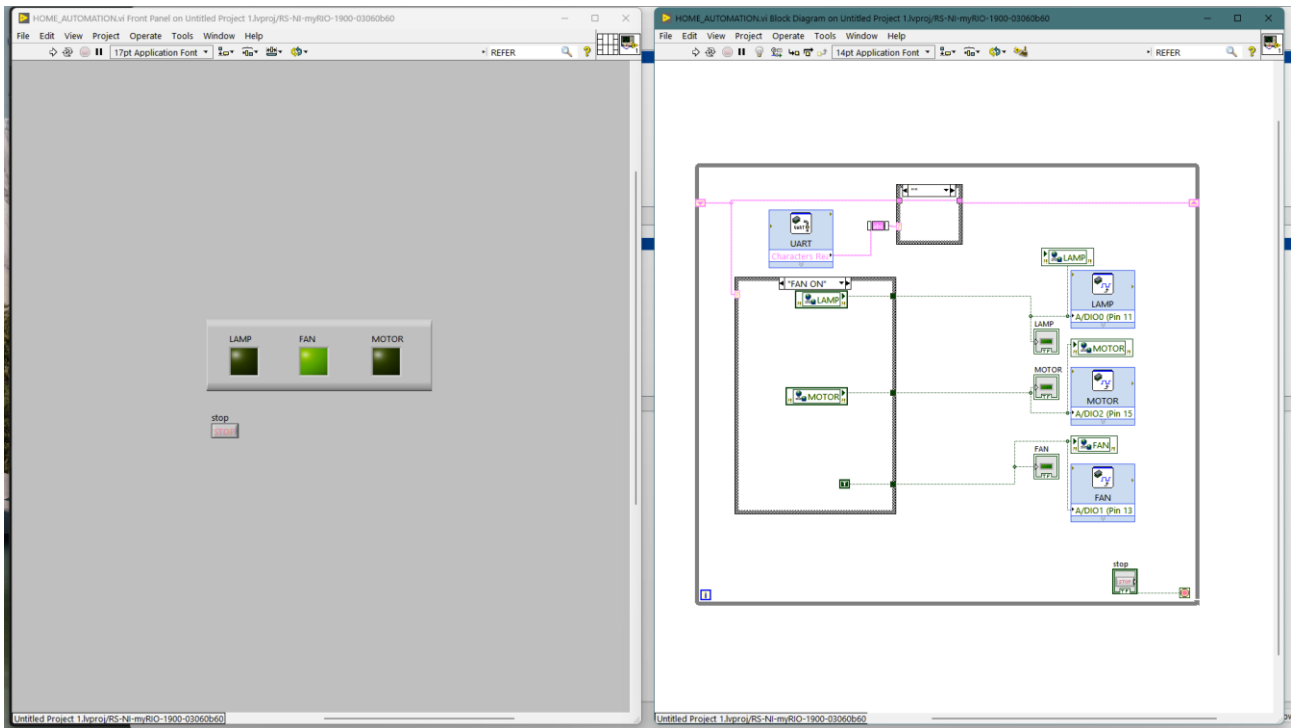 HOME_AUTOMATION.vi Front Panel on Untitled Project 1.lvproj/RS-NI-myRIO-1900-03060b60
File Edit View Project Operate Tools Window Help
17pt Application Font
REFER
LAMP FAN MOTOR
stop
STOP
Untitled Project 1.lvproj/RS-NI-myRIO-1900-03060b60
HOME_AUTOMATION.vi Block Diagram on Untitled Project 1.lvproj/RS-NI-myRIO-1900-03060b60
File Edit View Project Operate Tools Window Help
14pt Application Font
REFER
""
UART
UART
Characters Rea
"FAN ON"
LAMP
MOTOR
T
LAMP
LAMP
A/DIO0 (Pin 11
LAMP
MOTOR
MOTOR
MOTOR
A/DIO2 (Pin 15
FAN
FAN
FAN
A/DIO1 (Pin 13
stop
STOP
i
Untitled Project 1.lvproj/RS-NI-myRIO-1900-03060b60